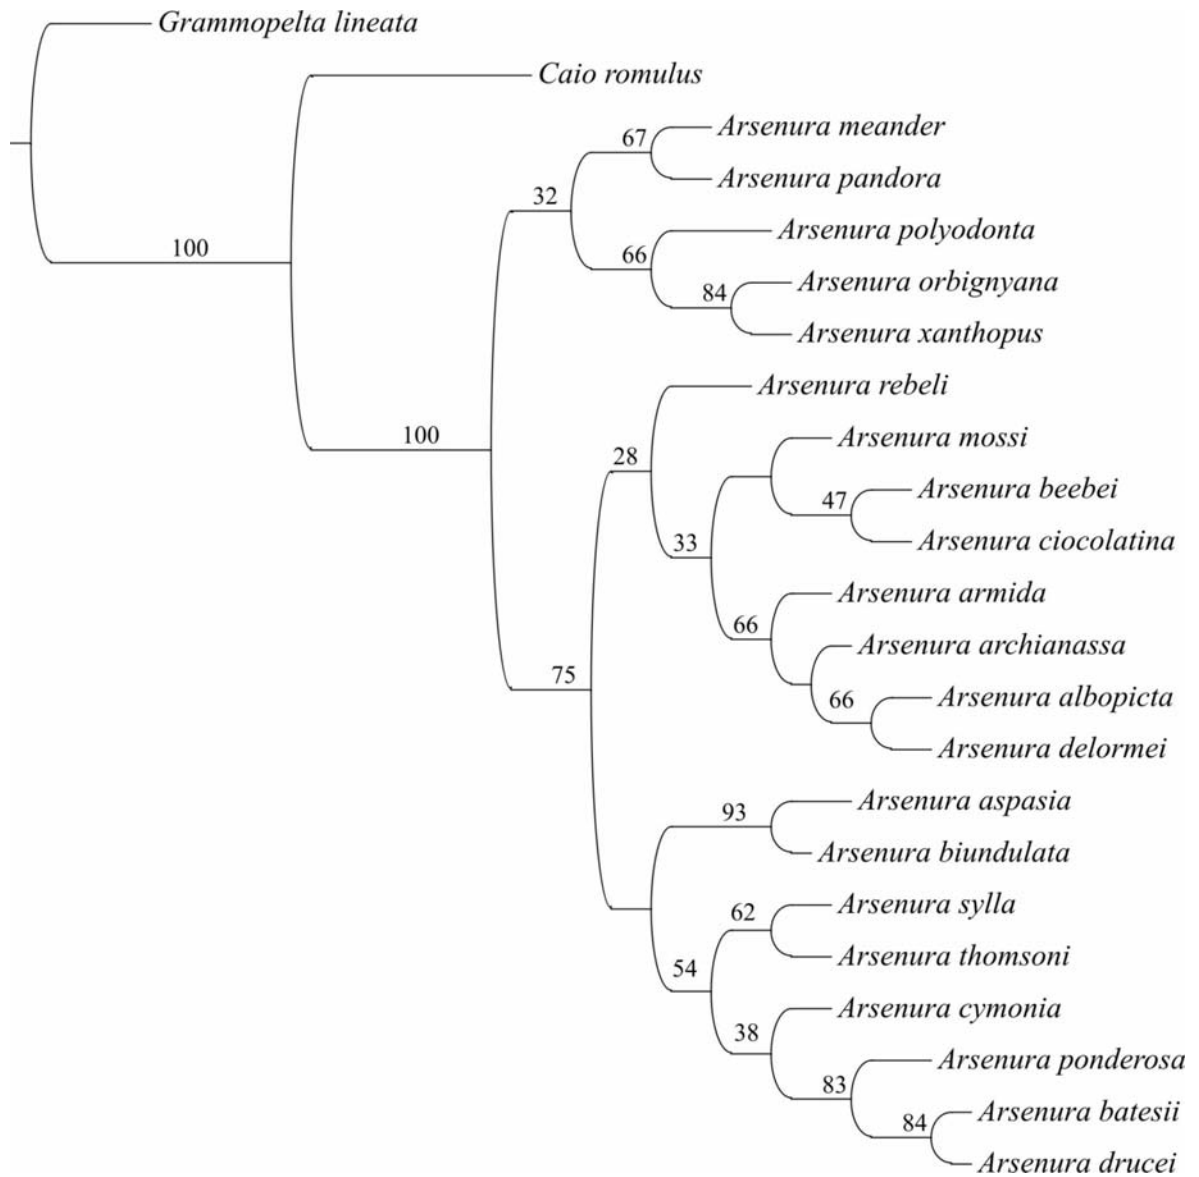 Grammopelta lineata
Caio romulus
Arsenura meander
67
Arsenura pandora
32
Arsenura polyodonta
100
66
Arsenura orbignyana
84
Arsenura xanthopus
Arsenura rebeli
100
Arsenura mossi
28
Arsenura beebei
47
Arsenura ciocolatina
33
Arsenura armida
66
Arsenura archianassa
75
Arsenura albopicta
66
Arsenura delormei
Arsenura aspasia
93
Arsenura biundulata
Arsenura sylla
62
Arsenura thomsoni
54
Arsenura cymonia
38
Arsenura ponderosa
83
Arsenura batesii
84
Arsenura drucei